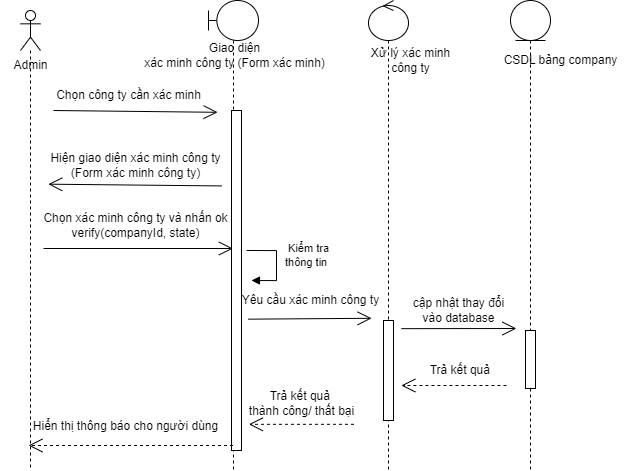 Admin
Giao diện
xác minh công ty (Form xác minh)
Xử lý xác minh
công ty
CSDL bảng company
Chọn công ty cần xác minh
Hiện giao diện xác minh công ty
(Form xác minh công ty)
Chọn xác minh công ty và nhấn ok
verify(companyId, state)
Kiểm tra
thông tin
Yêu cầu xác minh công ty
cập nhật thay đổi
vào database
Trả kết quả
Trả kết quả
thành công/ thất bại
Hiển thị thông báo cho người dùng